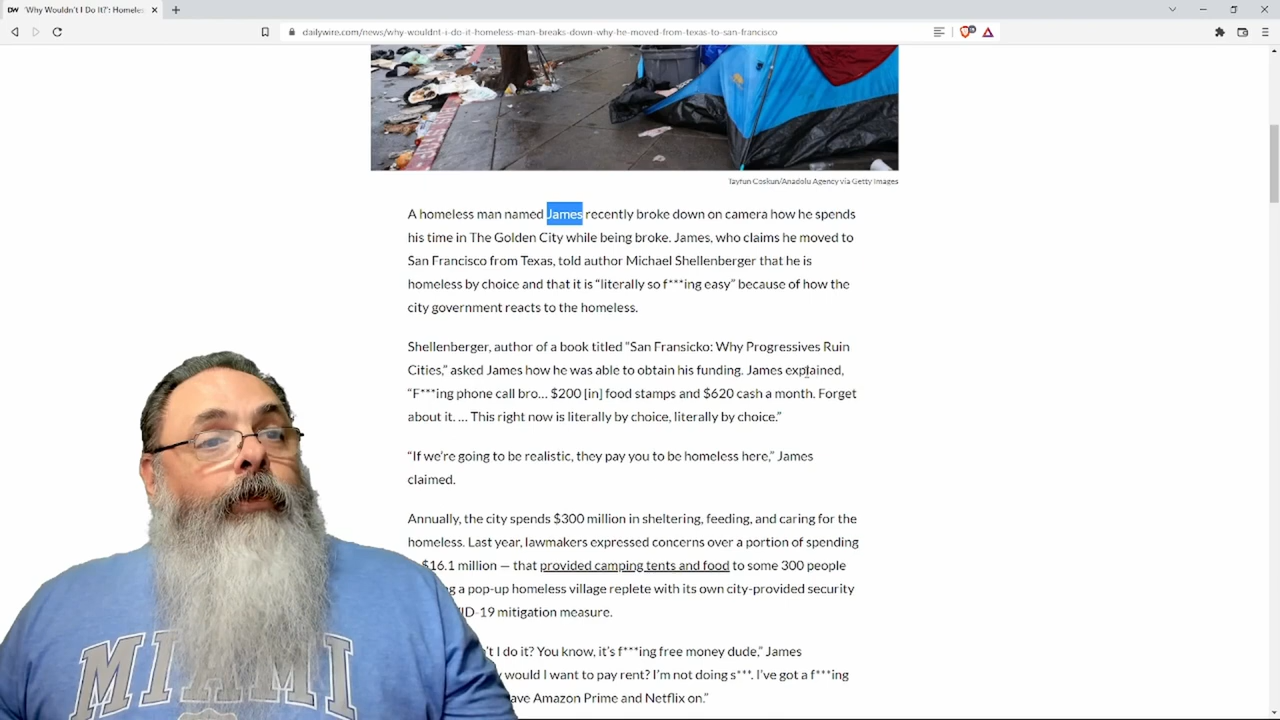 DW 'Why Wouldn't I Do It?': Homeles
dailywire.com/news/why-wouldnt-i-do-it-homeless-man-breaks-down-why-he-moved-from-texas-to-san-francisco
Tayfun Coskun/Anadolu Agency via Getty Images
A homeless man named James recently broke down on camera how he spends
his time in The Golden City while being broke. James, who claims he moved to
San Francisco from Texas, told author Michael Shellenberger that he is
homeless by choice and that it is “literally so f***ing easy” because of how the
city government reacts to the homeless.
Shellenberger, author of a book titled “San Fransicko: Why Progressives Ruin
Cities,” asked James how he was able to obtain his funding. James explained,
“F***ing phone call bro… $200 [in] food stamps and $620 cash a month. Forget
about it. … This right now is literally by choice, literally by choice.”
“If we’re going to be realistic, they pay you to be homeless here,” James
claimed.
Annually, the city spends $300 million in sheltering, feeding, and caring for the
homeless. Last year, lawmakers expressed concerns over a portion of spending
$16.1 million — that provided camping tents and food to some 300 people
g a pop-up homeless village replete with its own city-provided security
ID-19 mitigation measure.
't I do it? You know, it’s f***ing free money dude,” James
would I want to pay rent? I’m not doing s***. I’ve got a f***ing
ave Amazon Prime and Netflix on.”
MIAMI